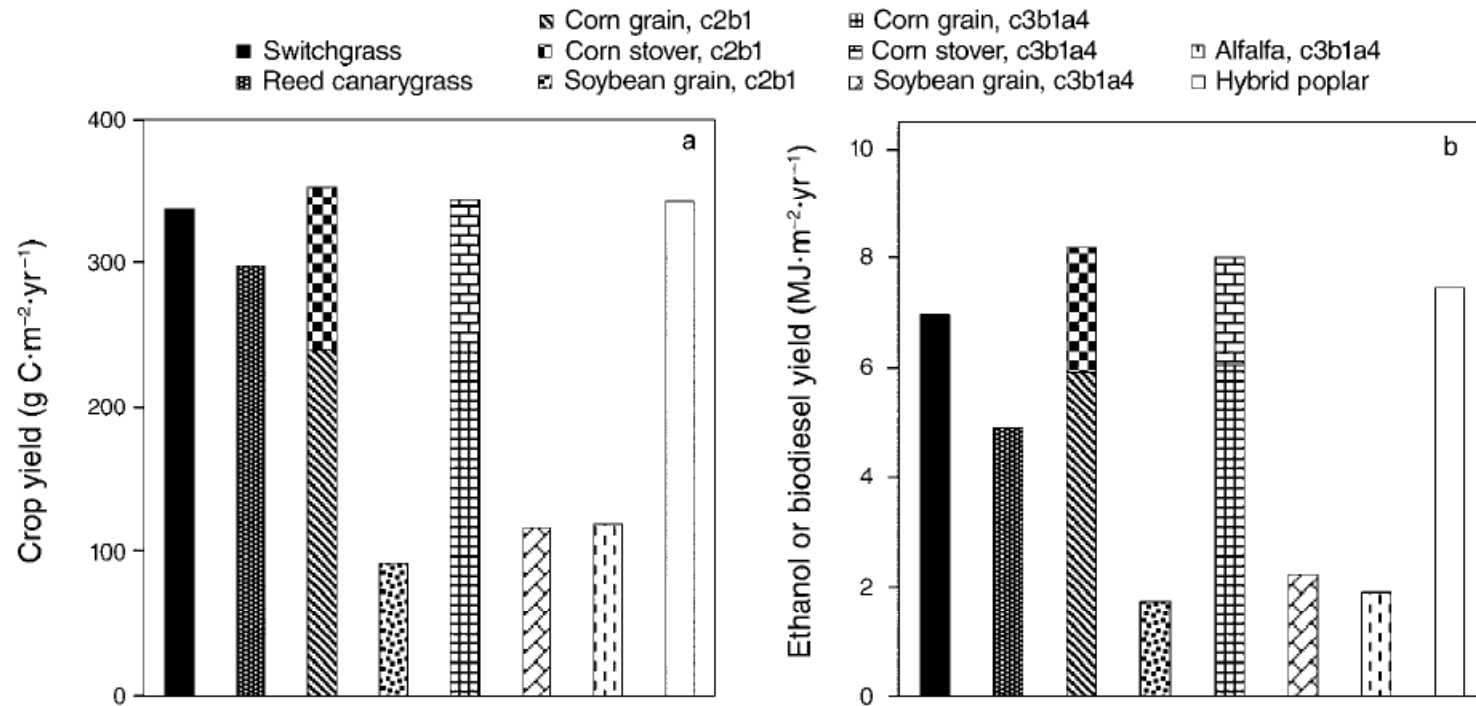 Corn grain, c2b1 Corn grain, c3b1a4
Switchgrass Corn stover, c2b1 Corn stover, c3b1a4 Alfalfa, c3b1a4
Reed canarygrass Soybean grain, c2b1 Soybean grain, c3b1a4 Hybrid poplar
Crop yield (g C·m⁻²·yr⁻¹)
400
300
200
100
0
a
Ethanol or biodiesel yield (MJ·m⁻²·yr⁻¹)
10
8
6
4
2
0
b